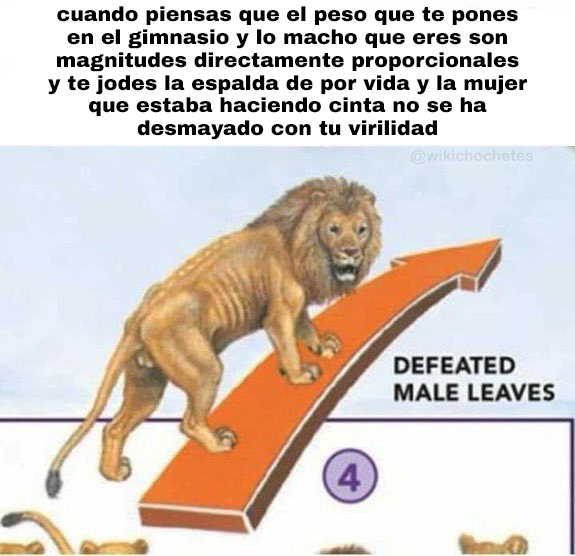 cuando piensas que el peso que te pones
en el gimnasio y lo macho que eres son
magnitudes directamente proporcionales
y te jodes la espalda de por vida y la mujer
que estaba haciendo cinta no se ha
desmayado con tu virilidad
@wikichochetes
DEFEATED
MALE LEAVES
4